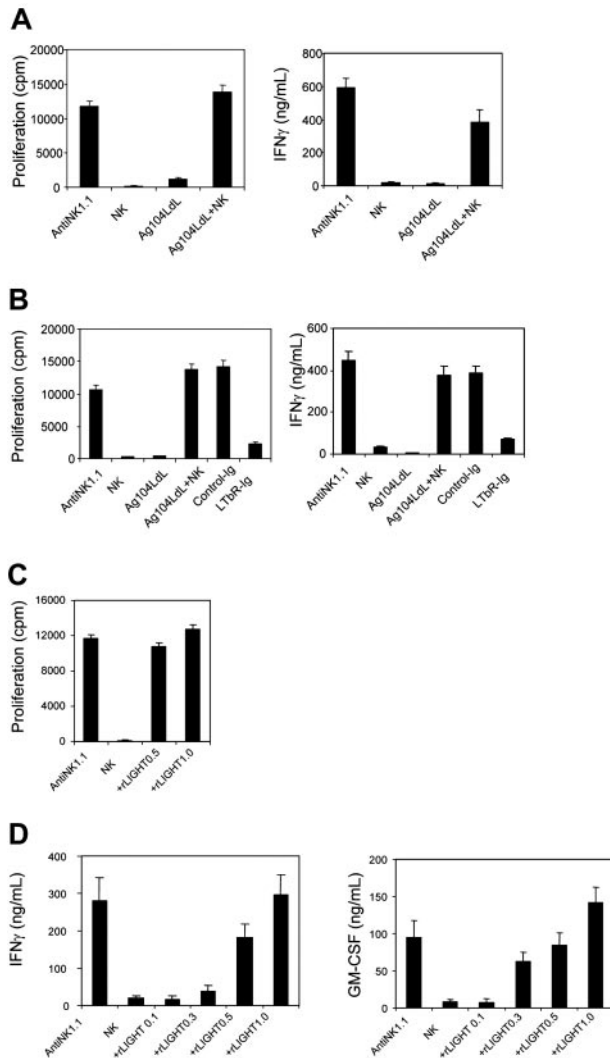 A
Proliferation (cpm)
20000
15000
10000
5000
0
AntiNK1.1
NK
Ag104LdL
Ag104LdL+NK
IFNγ (ng/mL)
800
600
400
200
0
AntiNK1.1
NK
Ag104LdL
Ag104LdL+NK
B
Proliferation (cpm)
20000
15000
10000
5000
0
AntiNK1.1
NK
Ag104LdL
Ag104LdL+NK
Control-Ig
LTbR-Ig
IFNγ (ng/mL)
600
400
200
0
AntiNK1.1
NK
Ag104LdL
Ag104LdL+NK
Control-Ig
LTbR-Ig
C
Proliferation (cpm)
16000
12000
8000
4000
0
AntiNK1.1
NK
+rLIGHT0.5
+rLIGHT1.0
D
IFNγ (ng/mL)
400
300
200
100
0
AntiNK1.1
NK
+rLIGHT 0.1
+rLIGHT0.3
+rLIGHT0.5
+rLIGHT1.0
GM-CSF (ng/mL)
200
150
100
50
0
AntiNK1.1
NK
+rLIGHT 0.1
+rLIGHT0.3
+rLIGHT0.5
+rLIGHT1.0